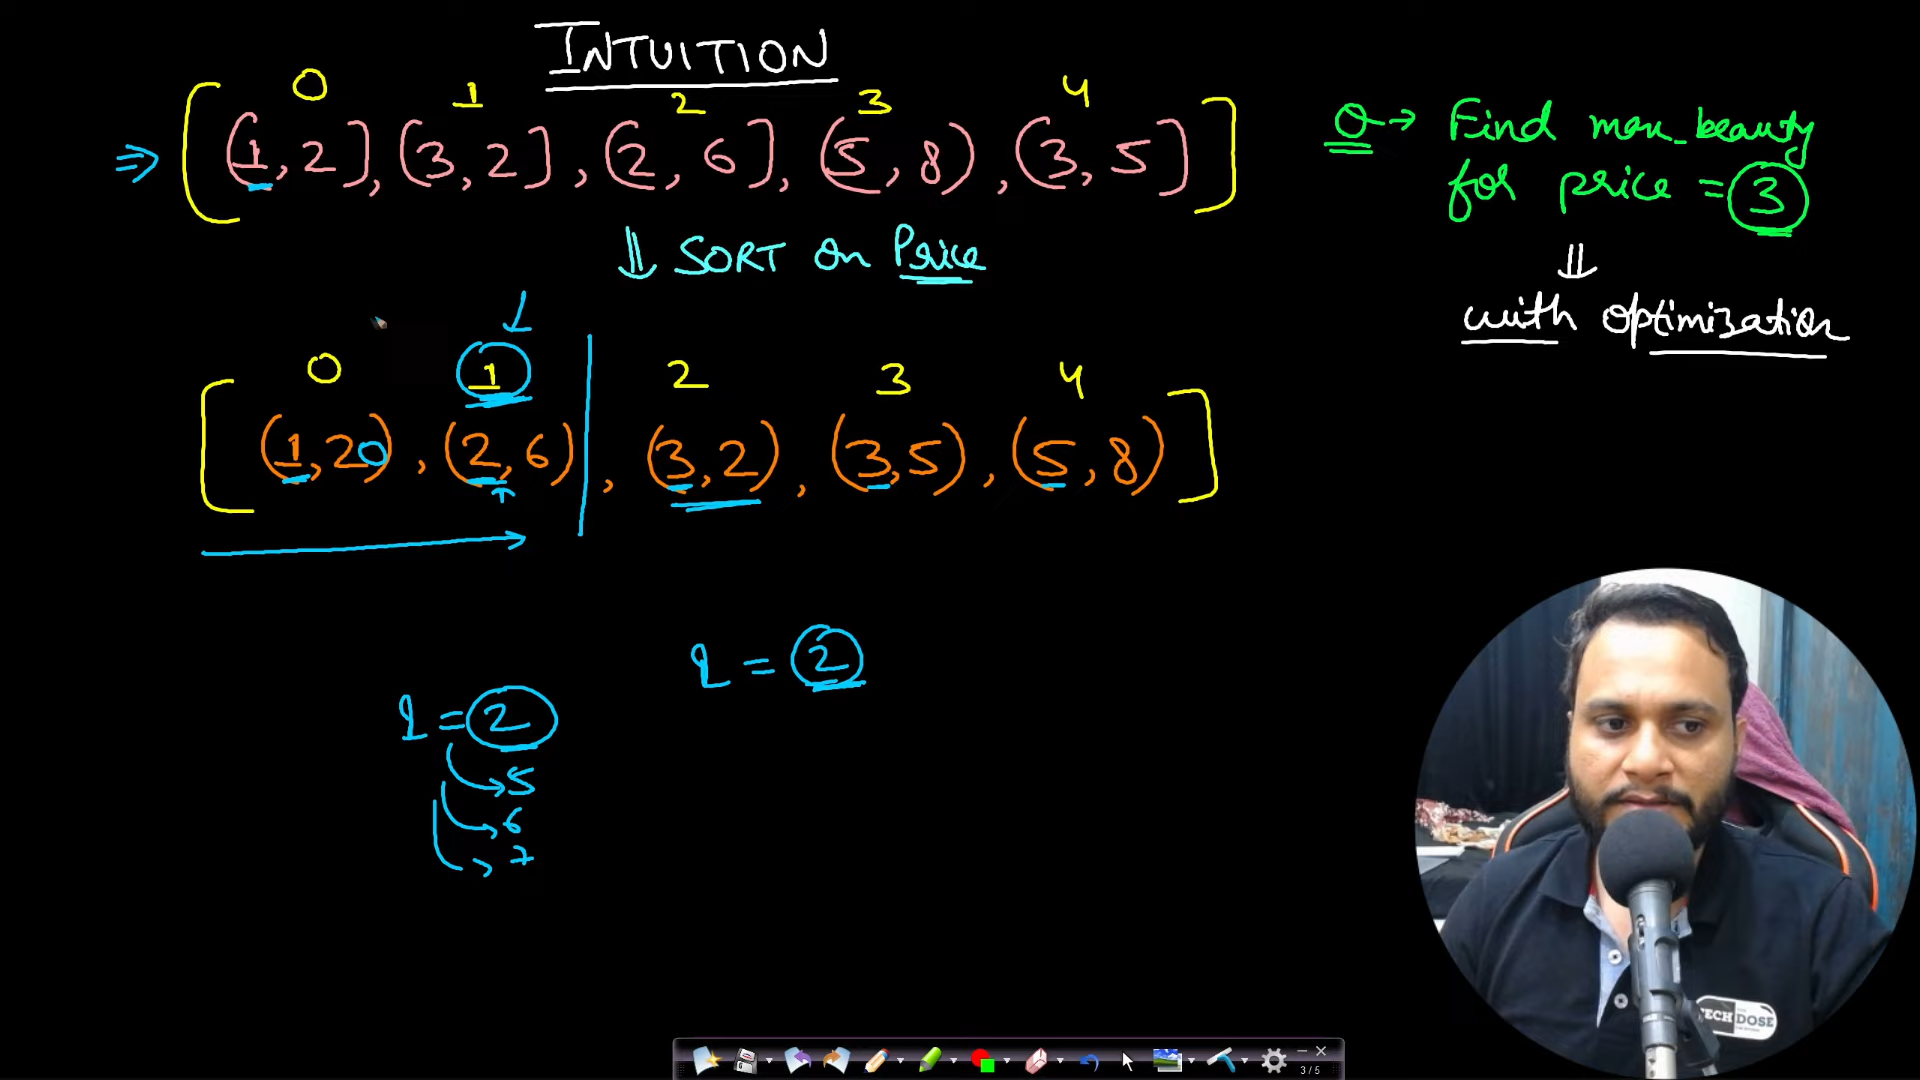 INTUITION
0 1 2 3 4
⇒ [(1,2], (3,2], (2,6], (5,8), (3,5]]
Q→ Find max_beauty
for price = 3
⇓
with optimization
⇓ SORT on Price
0 1 2 3 4
[(1,20), (2,6), (3,2), (3,5), (5,8)]
q = 2
q = 2
→5
→6
→7
TECH DOSE
3/5